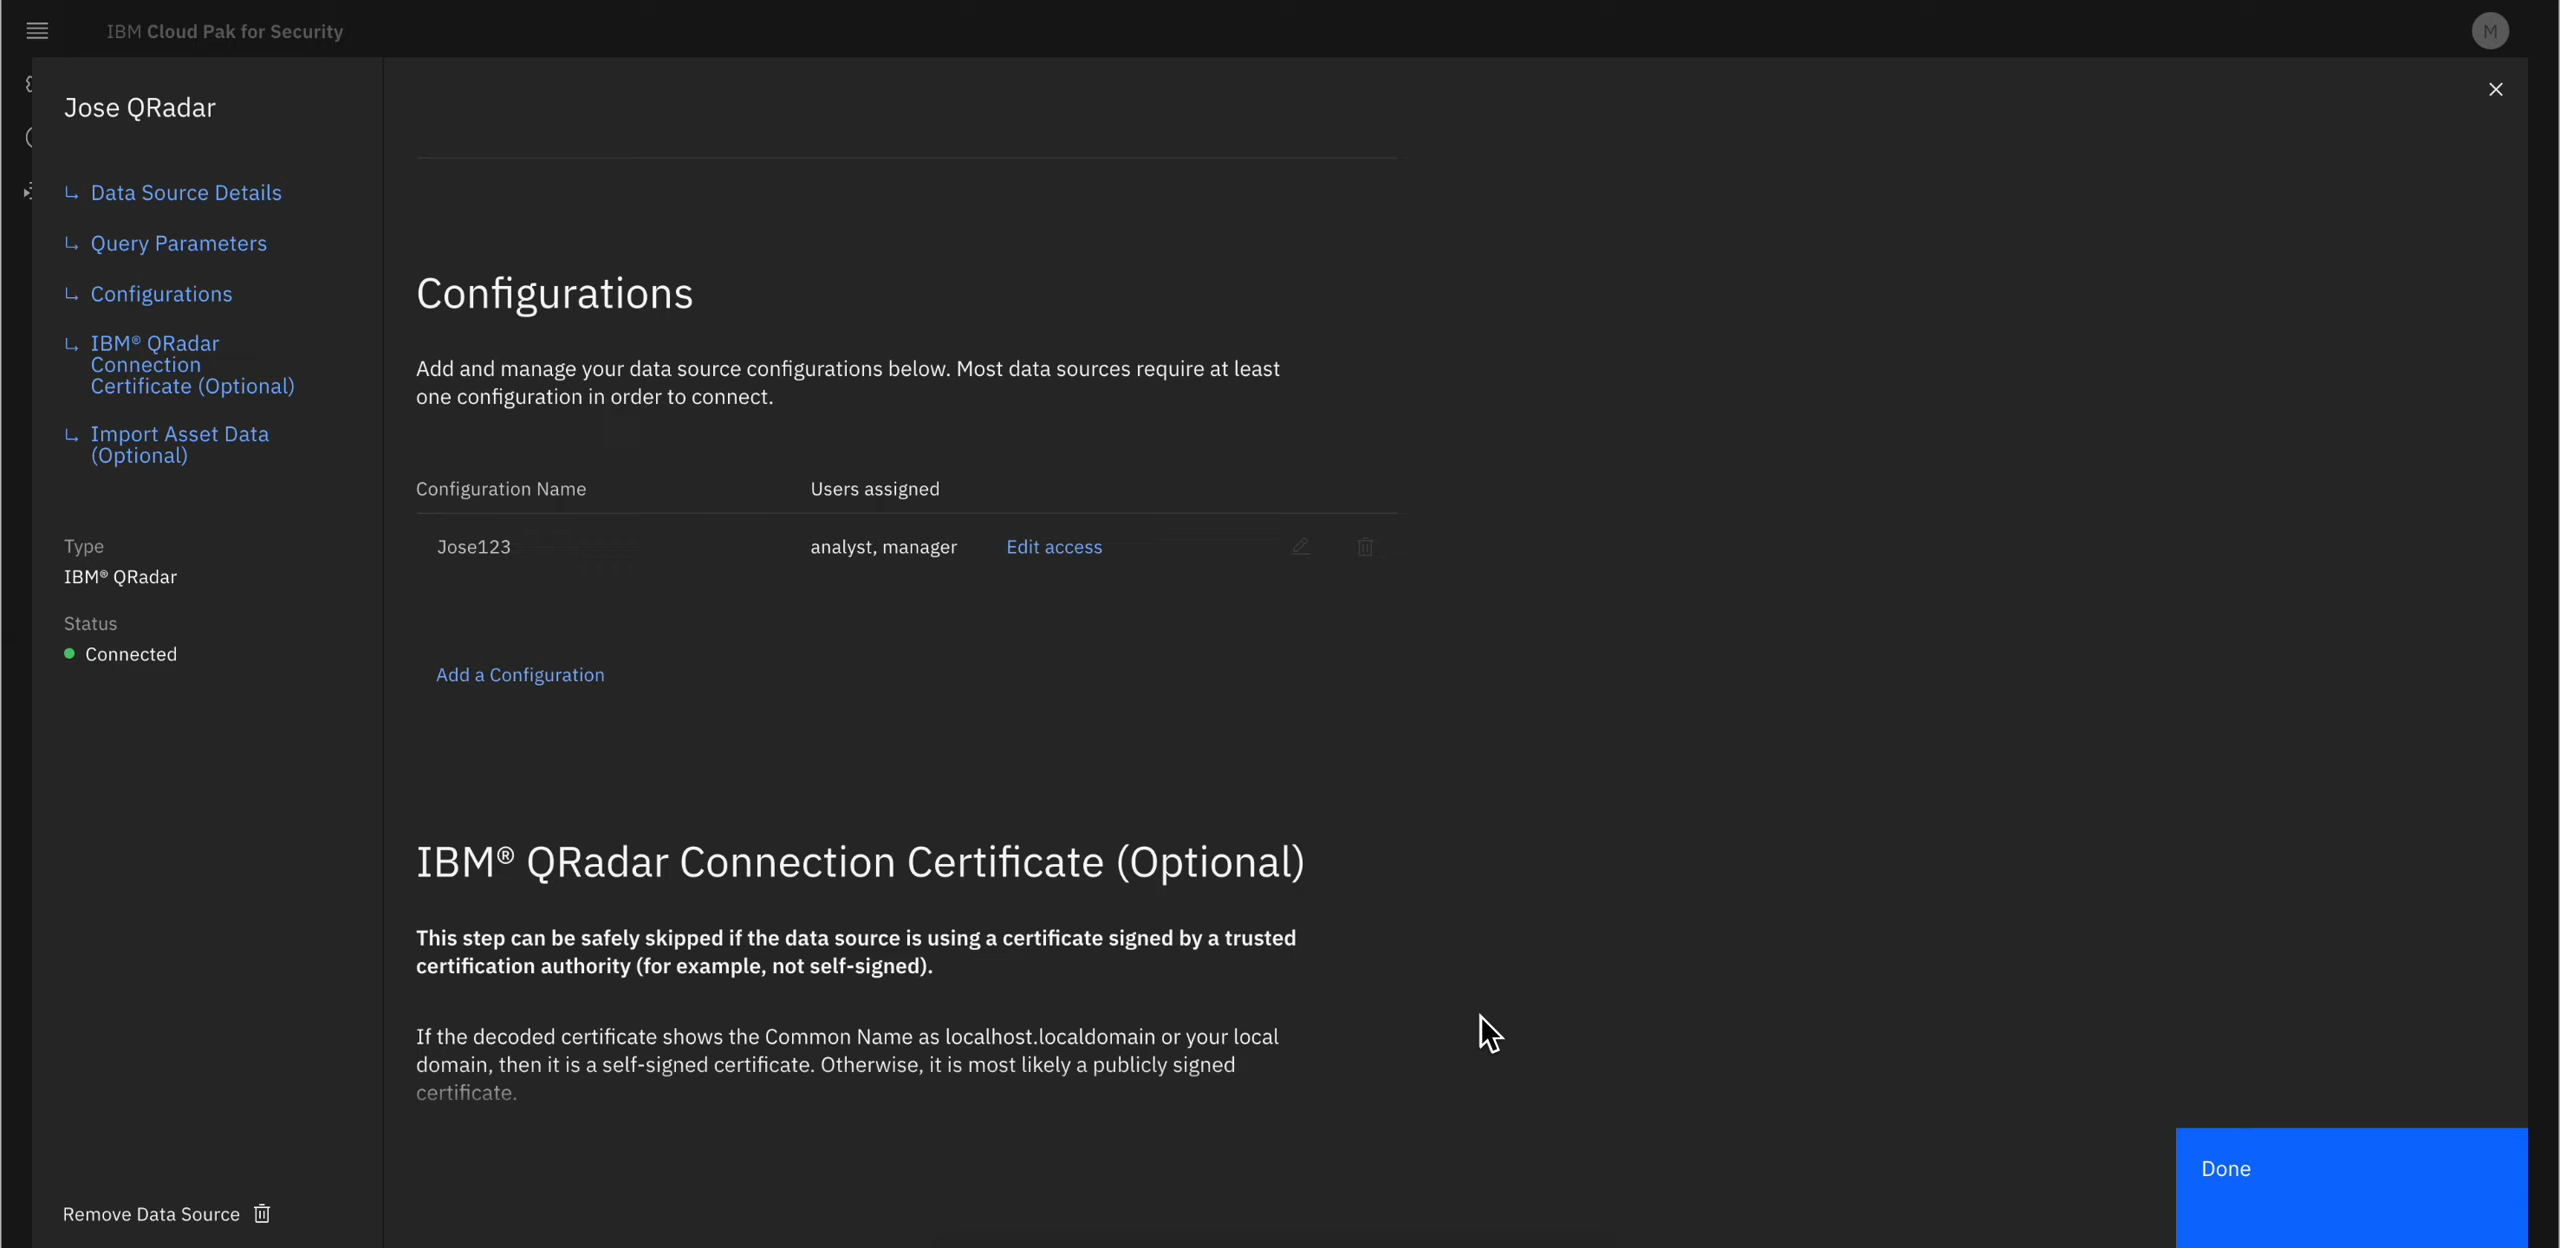 IBM Cloud Pak for Security
M
Jose QRadar
Data Source Details
Query Parameters
Configurations
IBM® QRadar
Connection
Certificate (Optional)
Import Asset Data
(Optional)
Type
IBM® QRadar
Status
Connected
Remove Data Source
Configurations
Add and manage your data source configurations below. Most data sources require at least
one configuration in order to connect.
Configuration Name Users assigned
Jose123 analyst, manager Edit access
Add a Configuration
IBM® QRadar Connection Certificate (Optional)
This step can be safely skipped if the data source is using a certificate signed by a trusted
certification authority (for example, not self-signed).
If the decoded certificate shows the Common Name as localhost.localdomain or your local
domain, then it is a self-signed certificate. Otherwise, it is most likely a publicly signed
certificate.
Done